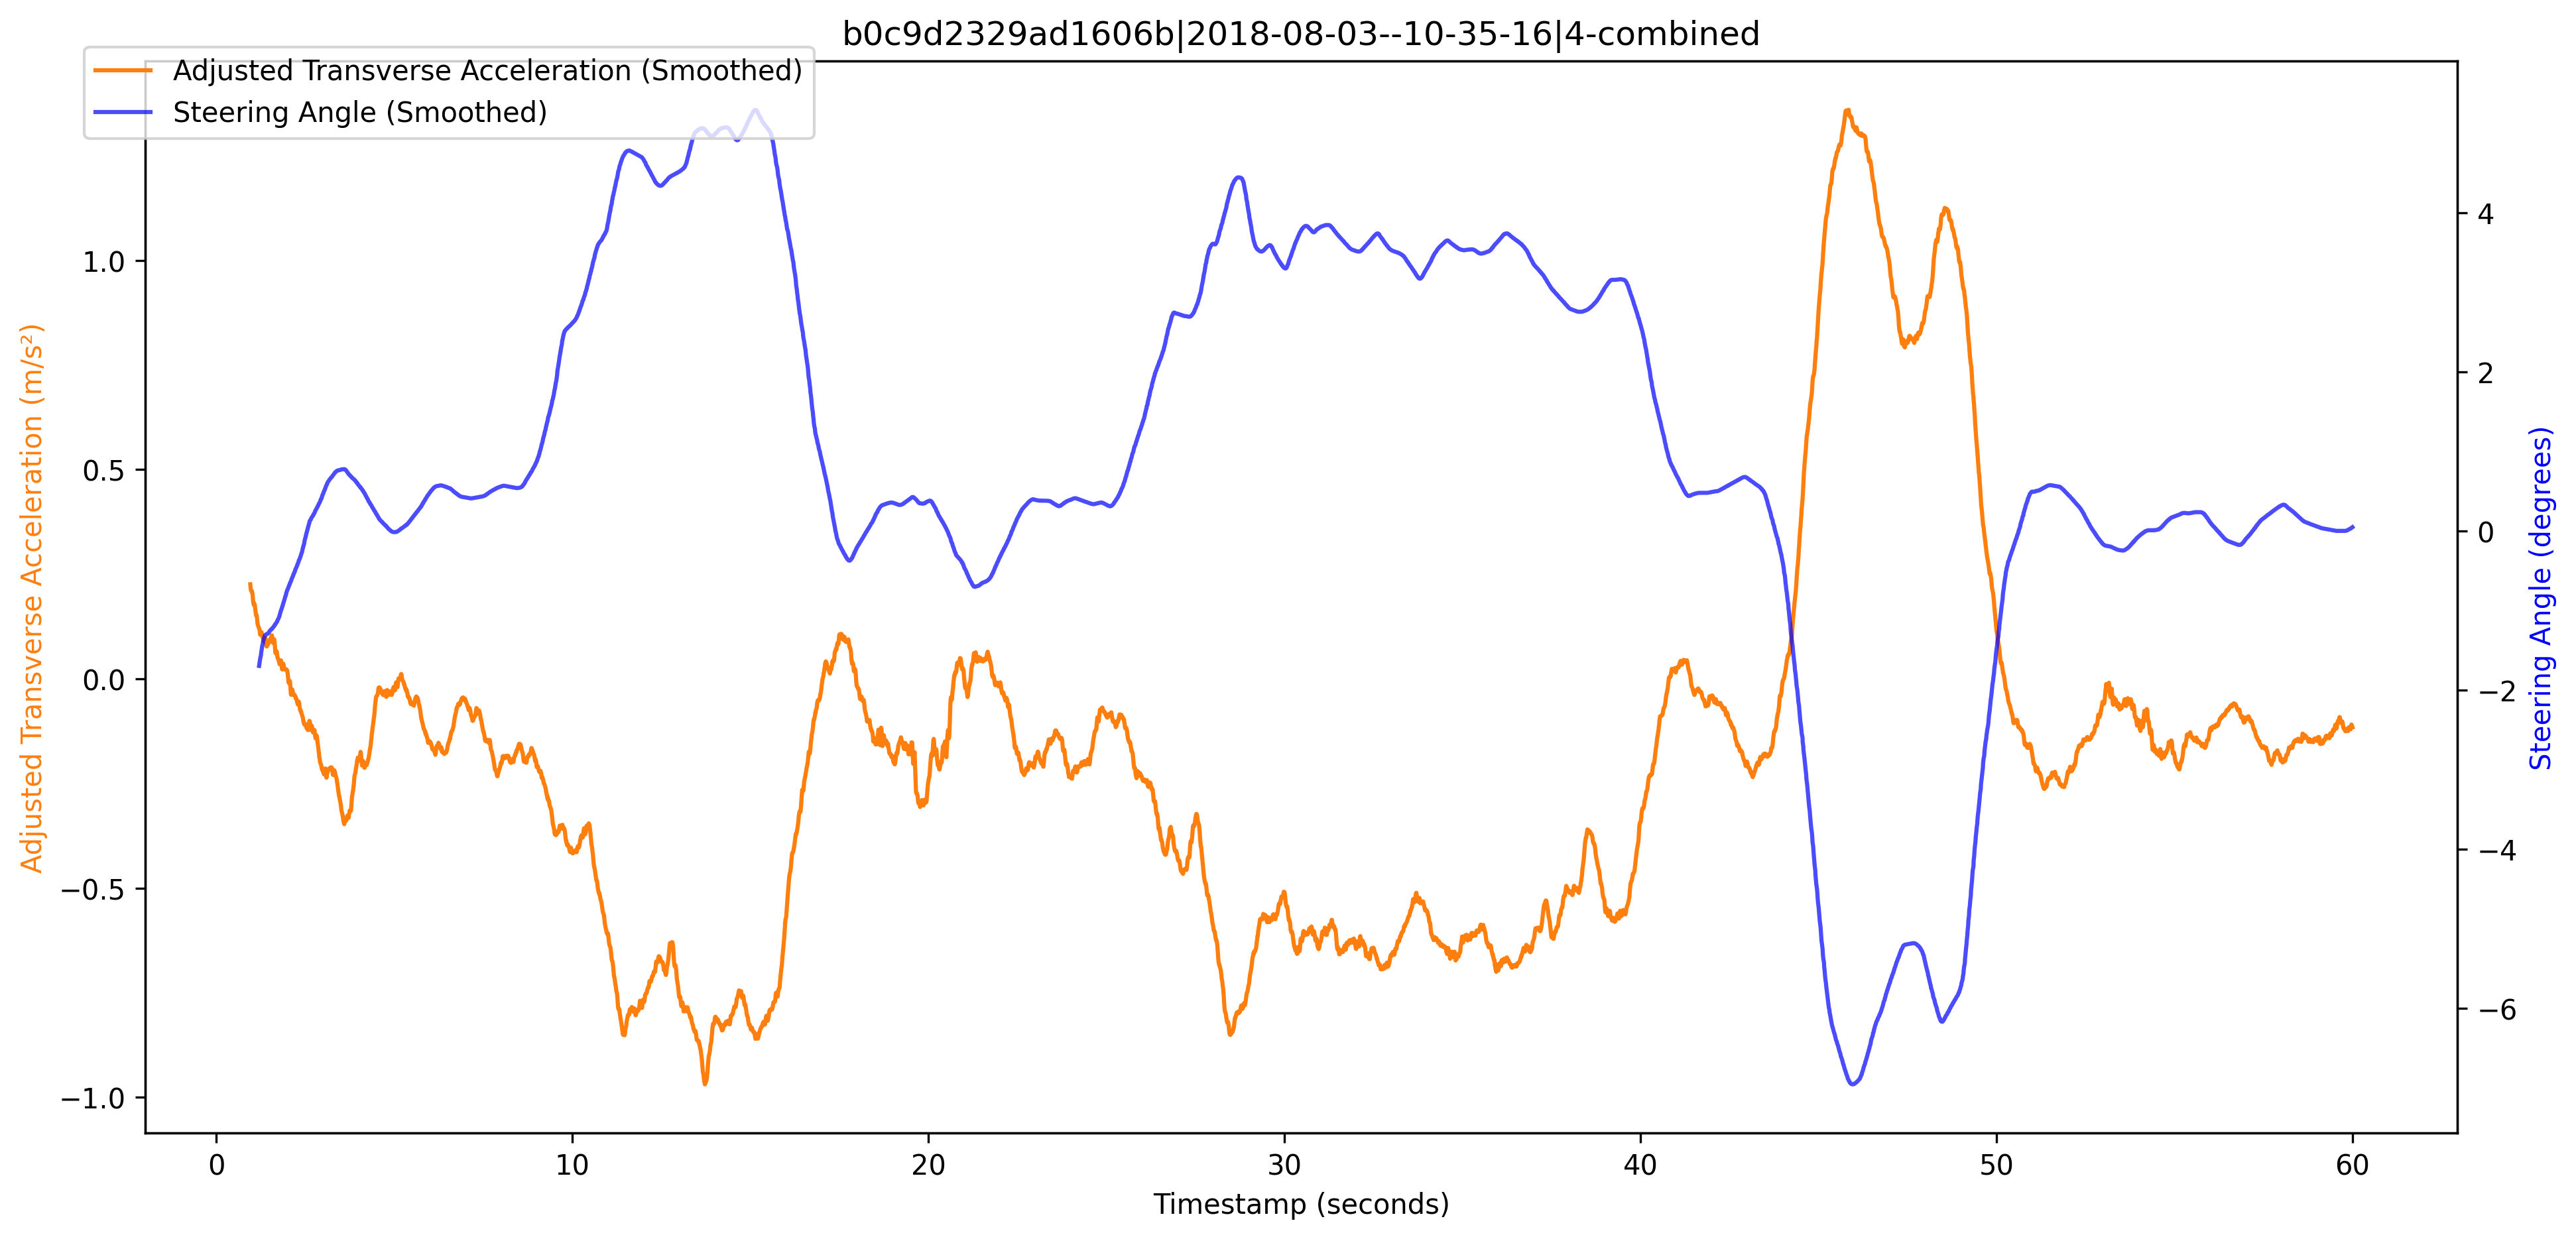 b0c9d2329ad1606b|2018-08-03--10-35-16|4-combined
Adjusted Transverse Acceleration (Smoothed)
Steering Angle (Smoothed)
Adjusted Transverse Acceleration (m/s²)
1.0
0.5
0.0
−0.5
−1.0
4
2
0
−2
−4
−6
Steering Angle (degrees)
0 10 20 30 40 50 60
Timestamp (seconds)